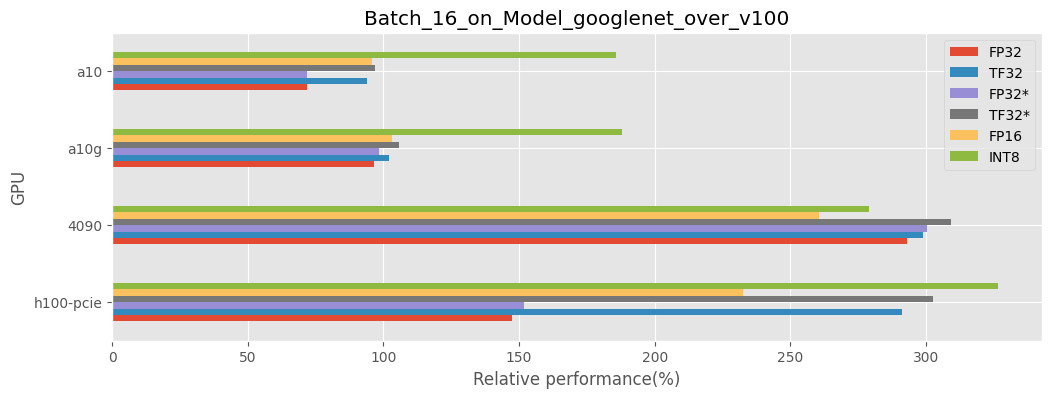 Batch_16_on_Model_googlenet_over_v100
FP32
TF32
FP32*
TF32*
FP16
INT8
a10
a10g
4090
h100-pcie
GPU
0 50 100 150 200 250 300
Relative performance(%)